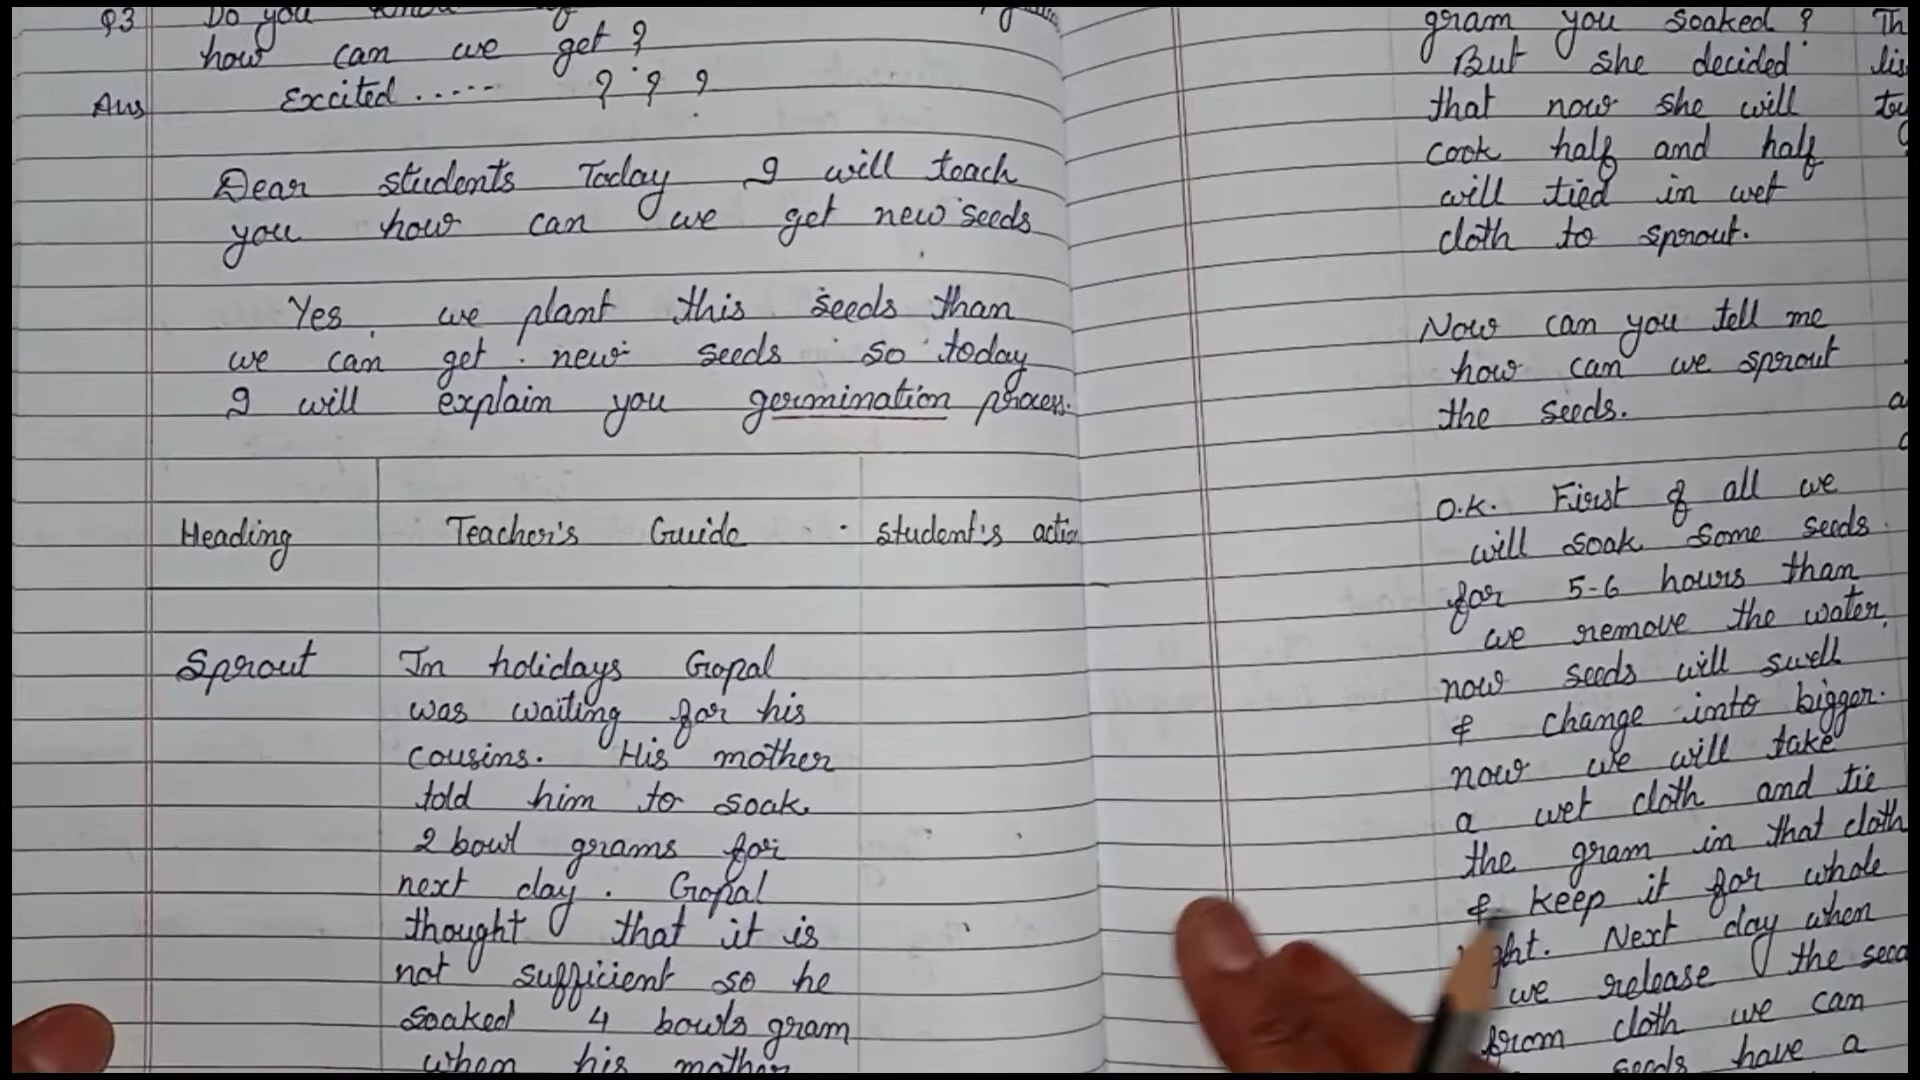 Q3 Do you know
how can we get ?
Ans Excited ..... ? ? ?
Dear students Today I will teach
you how can we get new seeds
Yes, we plant this seeds than
we can get new seeds so today
I will explain you germination process.
Heading Teacher's Guide student's actio
Sprout In holidays Gopal
was waiting for his
cousins. His mother
told him to soak
2 bowl grams for
next day. Gopal
thought that it is
not sufficient so he
soaked 4 bowls gram
when his mother
gram you soaked ?
But she decided
that now she will
cook half and half
will tied in wet
cloth to sprout.
Now can you tell me
how can we sprout
the seeds.
O.K. First of all we
will soak some seeds
for 5-6 hours than
we remove the water,
now seeds will swell
& change into bigger.
now we will take
a wet cloth and tie
the gram in that cloth
& keep it for whole
ght. Next day when
we release the seed
from cloth we can
seeds have a
Th